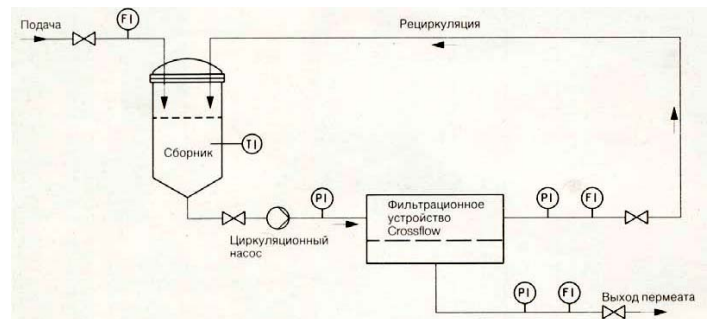 Подача
FI
Рециркуляция
Сборник
TI
PI
Циркуляционный
насос
Фильтрационное
устройство
Crossflow
PI
FI
PI
FI
Выход пермеата